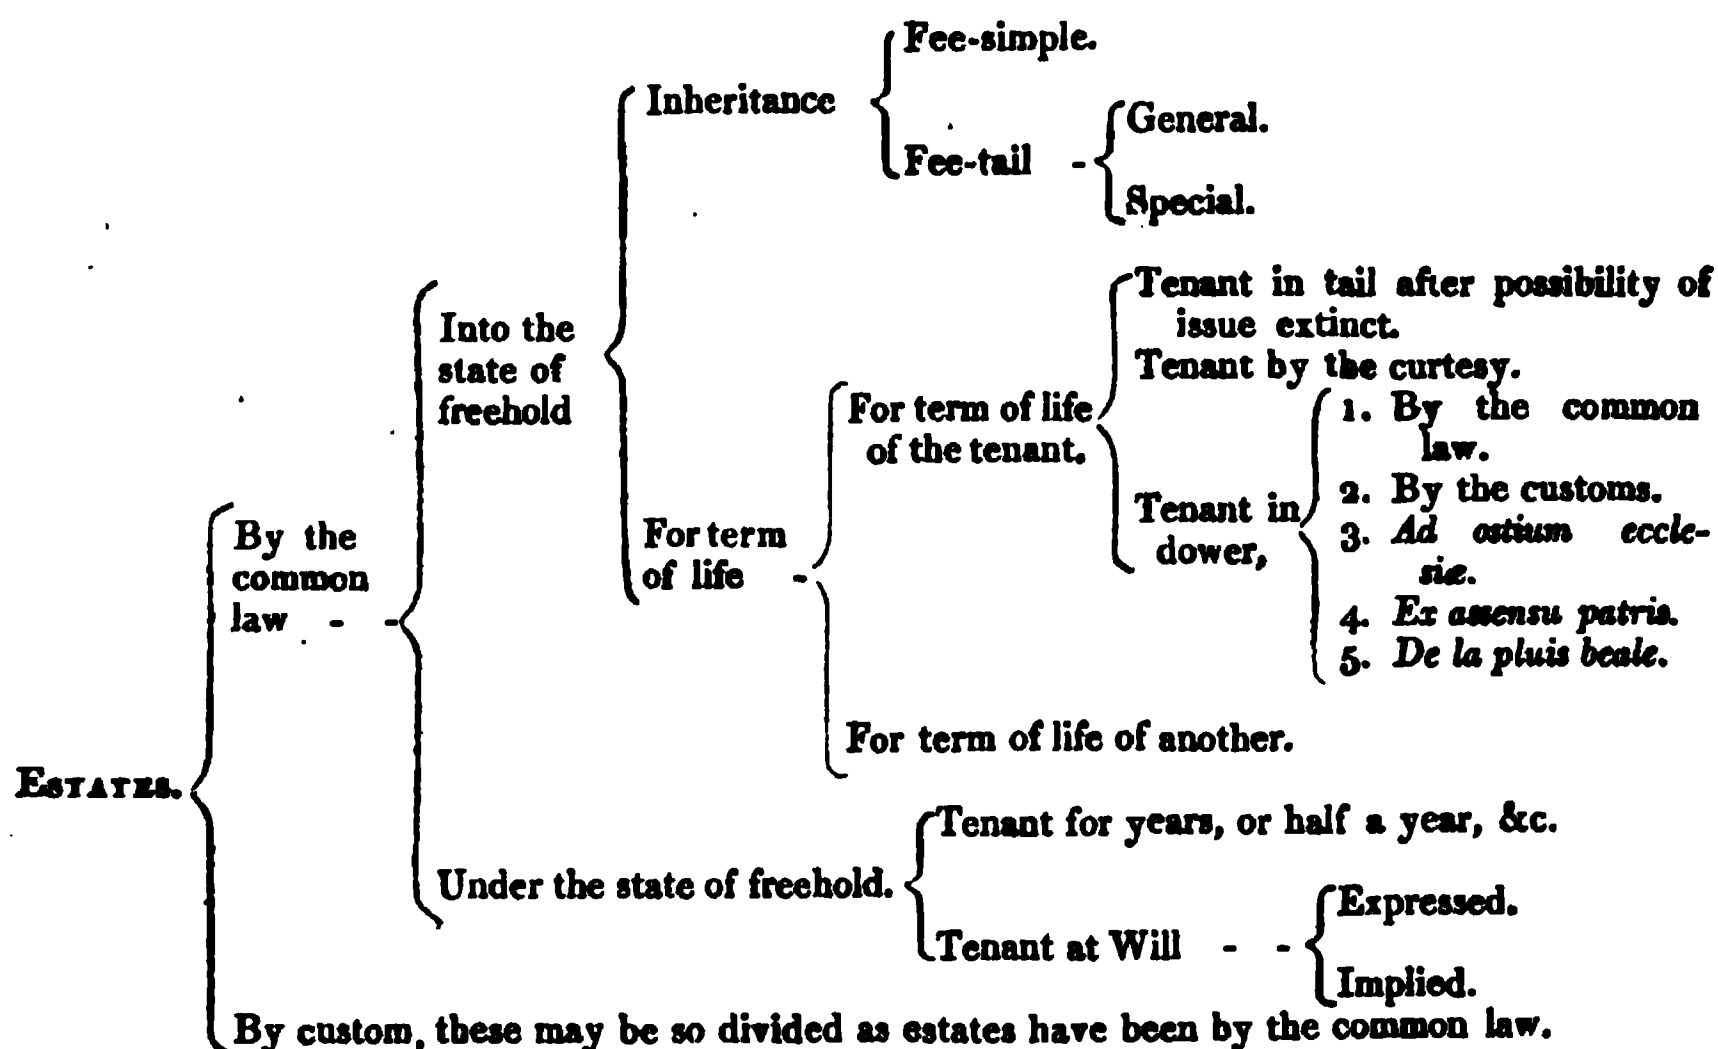 Fee-simple.
Inheritance
General.
Fee-tail -
Special.
Tenant in tail after possibility of
issue extinct.
Into the
state of
freehold
Tenant by the curtesy.
For term of life
of the tenant.
1. By the common
law.
2. By the customs.
Tenant in
dower,
3. Ad ostium eccle-
siæ.
4. Ex assensu patris.
5. De la pluis beale.
For term
of life -
By the
common
law - -
For term of life of another.
ESTATES.
Tenant for years, or half a year, &c.
Under the state of freehold.
Expressed.
Tenant at Will - -
Implied.
By custom, these may be so divided as estates have been by the common law.